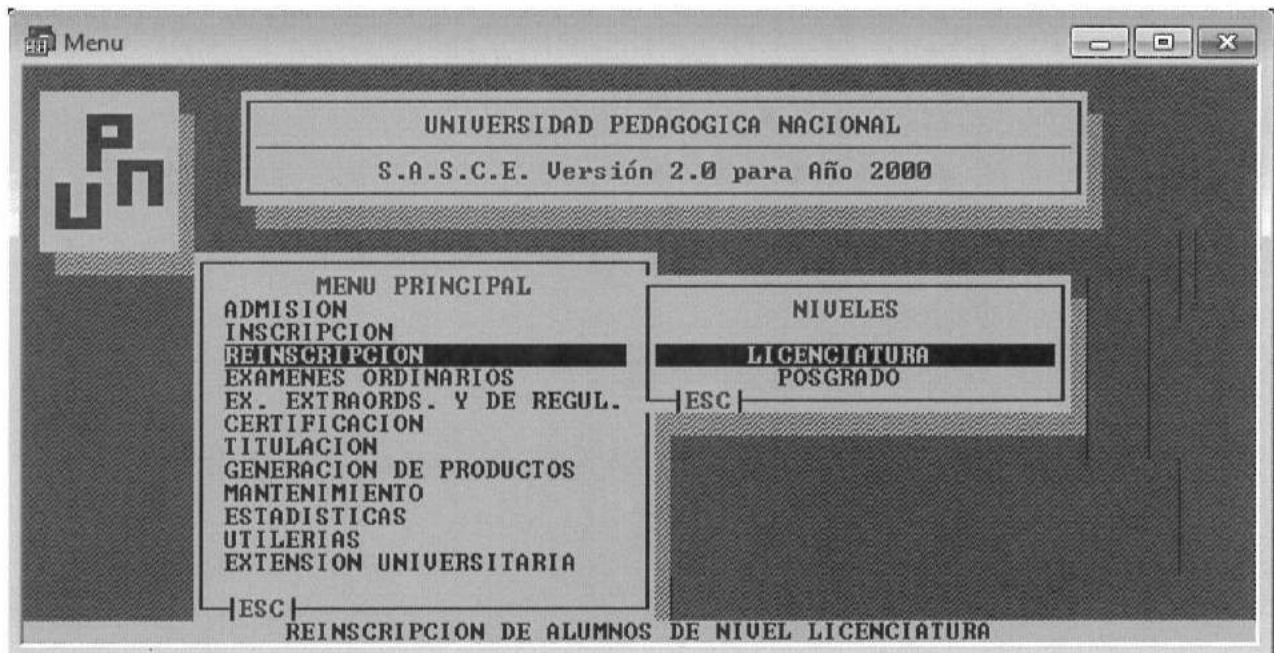 Menu
UPN
UNIVERSIDAD PEDAGOGICA NACIONAL
S.A.S.C.E. Versión 2.0 para Año 2000
MENU PRINCIPAL
ADMISION
INSCRIPCION
REINSCRIPCION
EXAMENES ORDINARIOS
EX. EXTRAORDS. Y DE REGUL.
CERTIFICACION
TITULACION
GENERACION DE PRODUCTOS
MANTENIMIENTO
ESTADISTICAS
UTILERIAS
EXTENSION UNIVERSITARIA
ESC
NIVELES
LICENCIATURA
POSGRADO
ESC
REINSCRIPCION DE ALUMNOS DE NIVEL LICENCIATURA